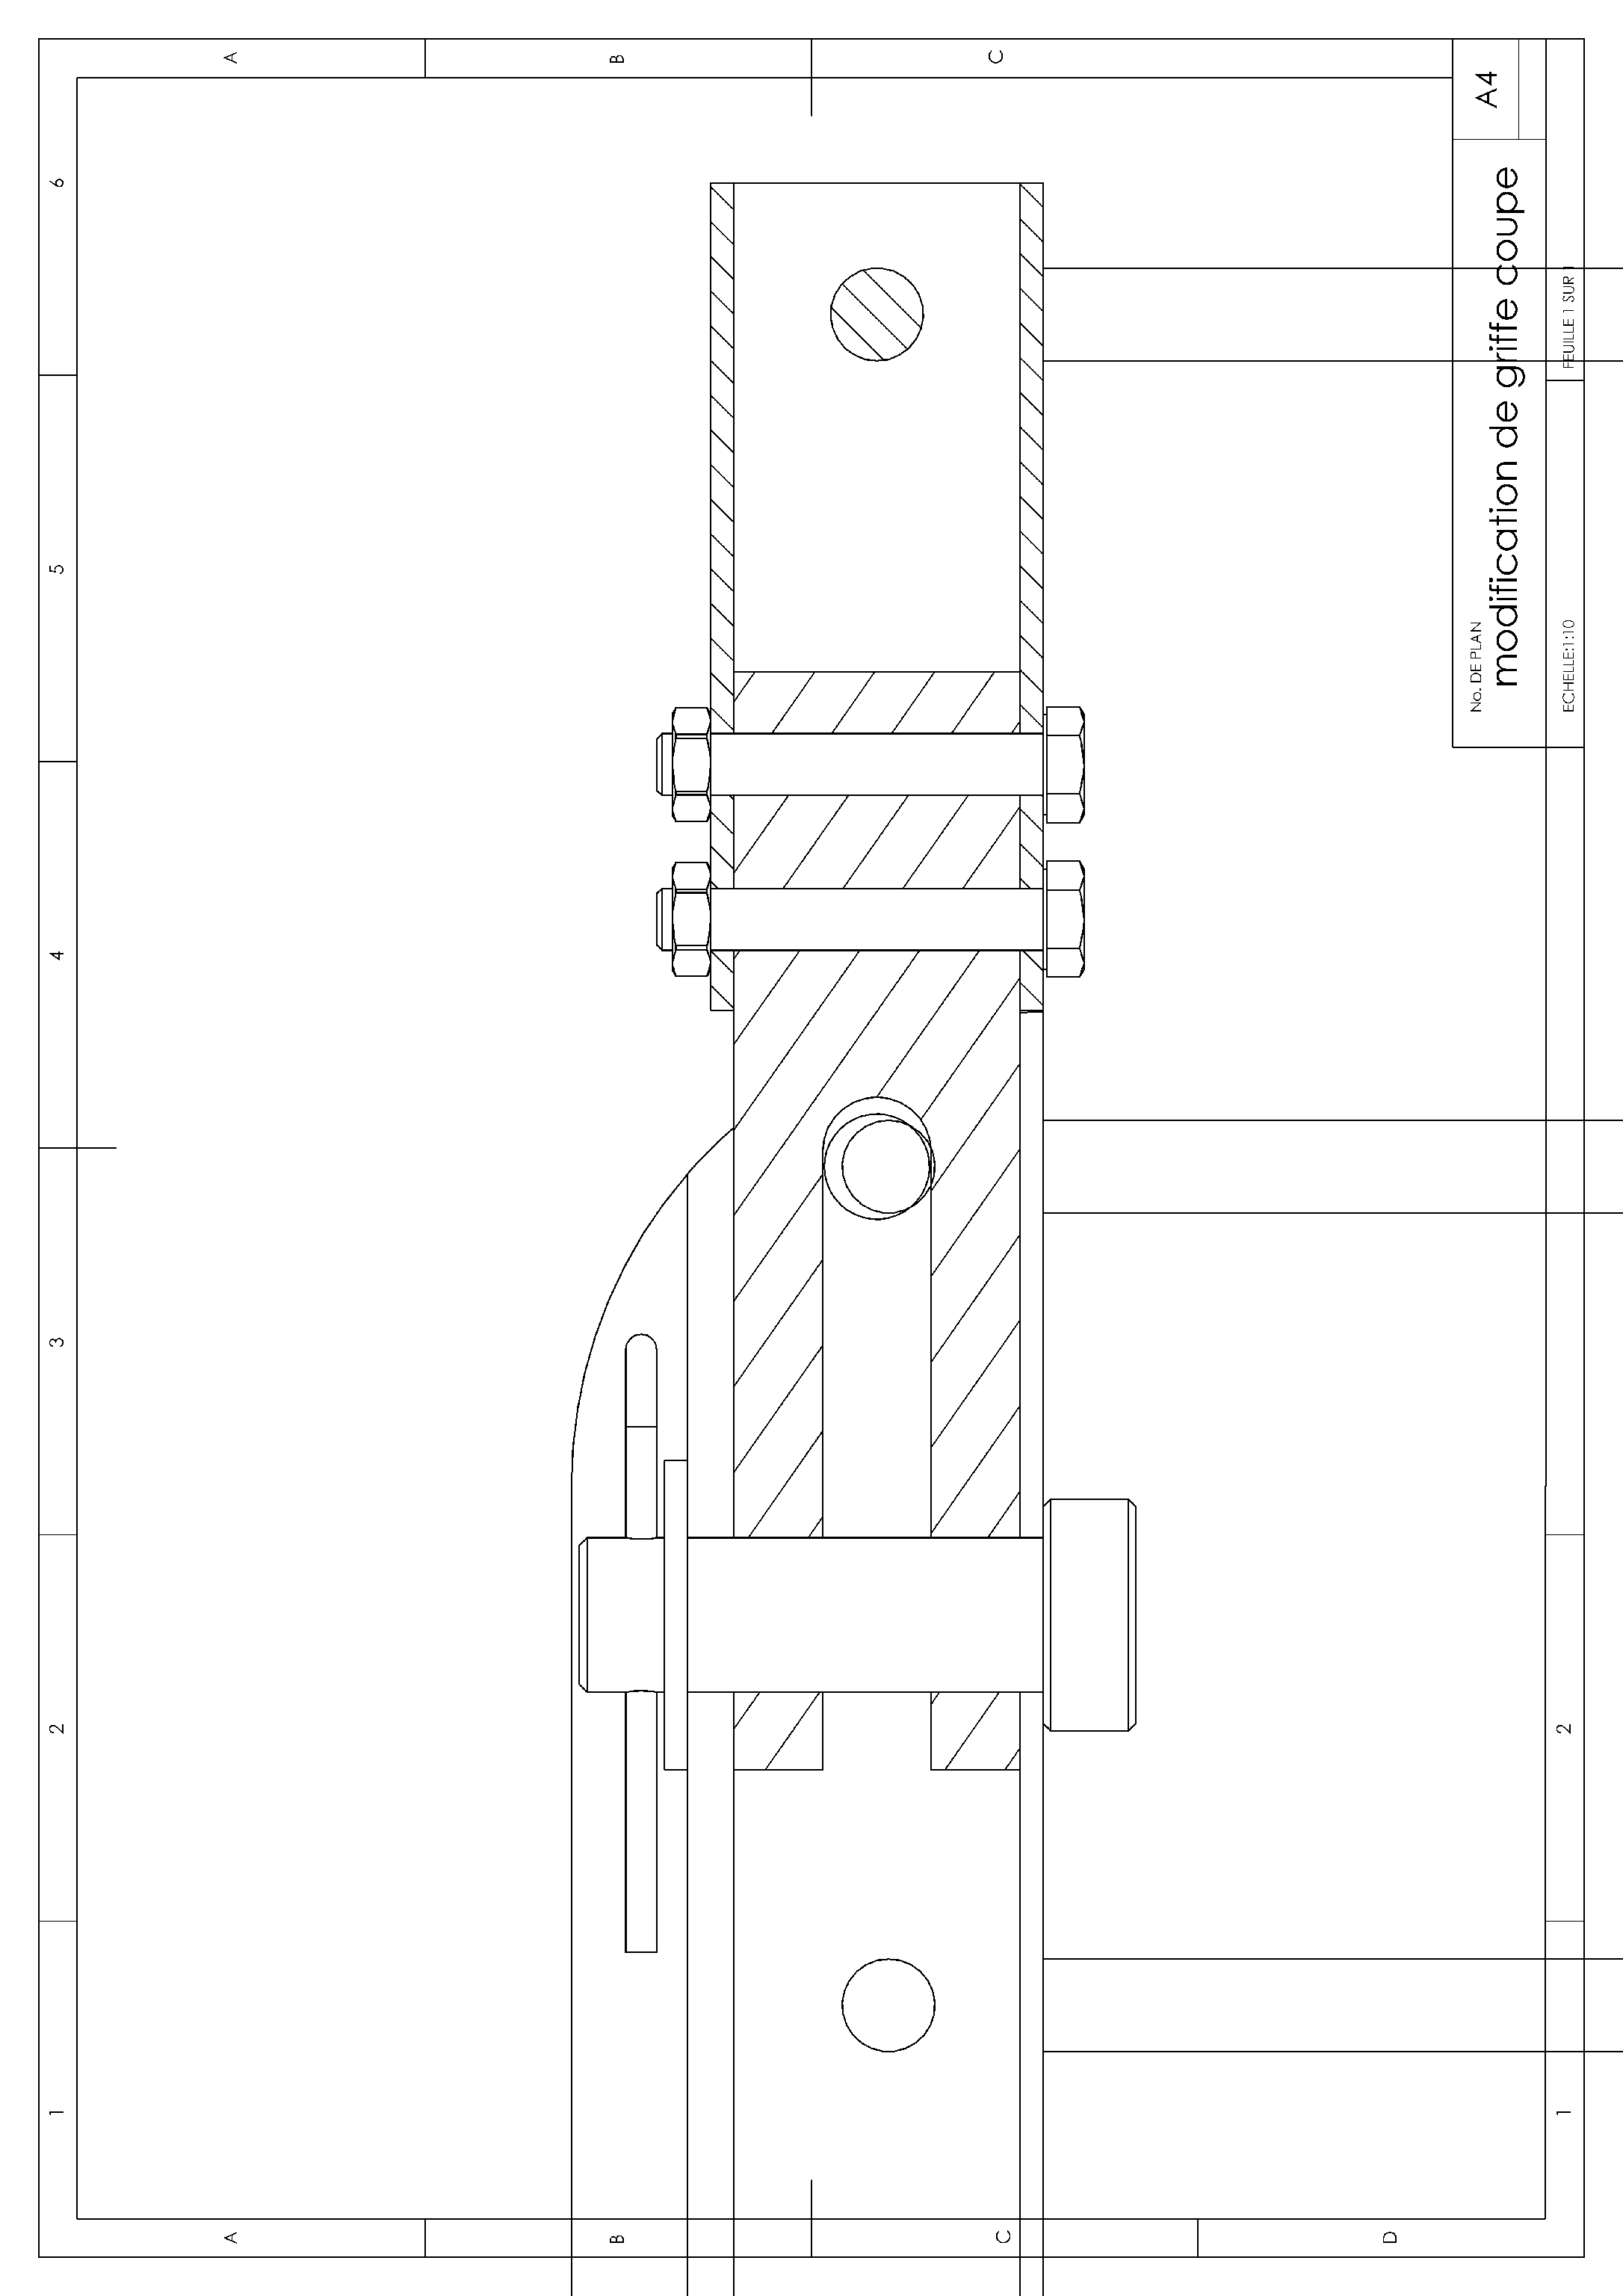 A
B
C
6
5
4
3
2
1
A
B
C
D
2
1
No. DE PLAN
modification de griffe coupe
A4
ECHELLE:1:10
FEUILLE 1 SUR 1